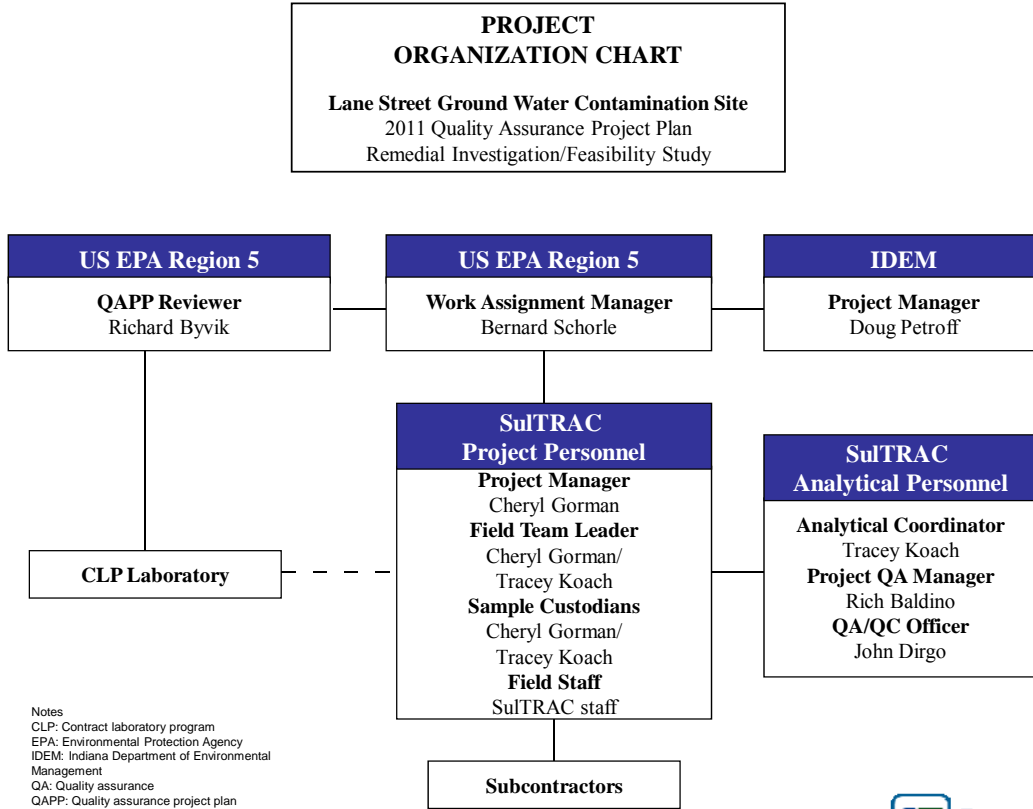 PROJECT
ORGANIZATION CHART
Lane Street Ground Water Contamination Site
2011 Quality Assurance Project Plan
Remedial Investigation/Feasibility Study
US EPA Region 5
QAPP Reviewer
Richard Byvik
US EPA Region 5
Work Assignment Manager
Bernard Schorle
IDEM
Project Manager
Doug Petroff
SulTRAC
Project Personnel
Project Manager
Cheryl Gorman
Field Team Leader
Cheryl Gorman/
Tracey Koach
Sample Custodians
Cheryl Gorman/
Tracey Koach
Field Staff
SulTRAC staff
SulTRAC
Analytical Personnel
Analytical Coordinator
Tracey Koach
Project QA Manager
Rich Baldino
QA/QC Officer
John Dirgo
CLP Laboratory
Subcontractors
Notes
CLP: Contract laboratory program
EPA: Environmental Protection Agency
IDEM: Indiana Department of Environmental
Management
QA: Quality assurance
QAPP: Quality assurance project plan